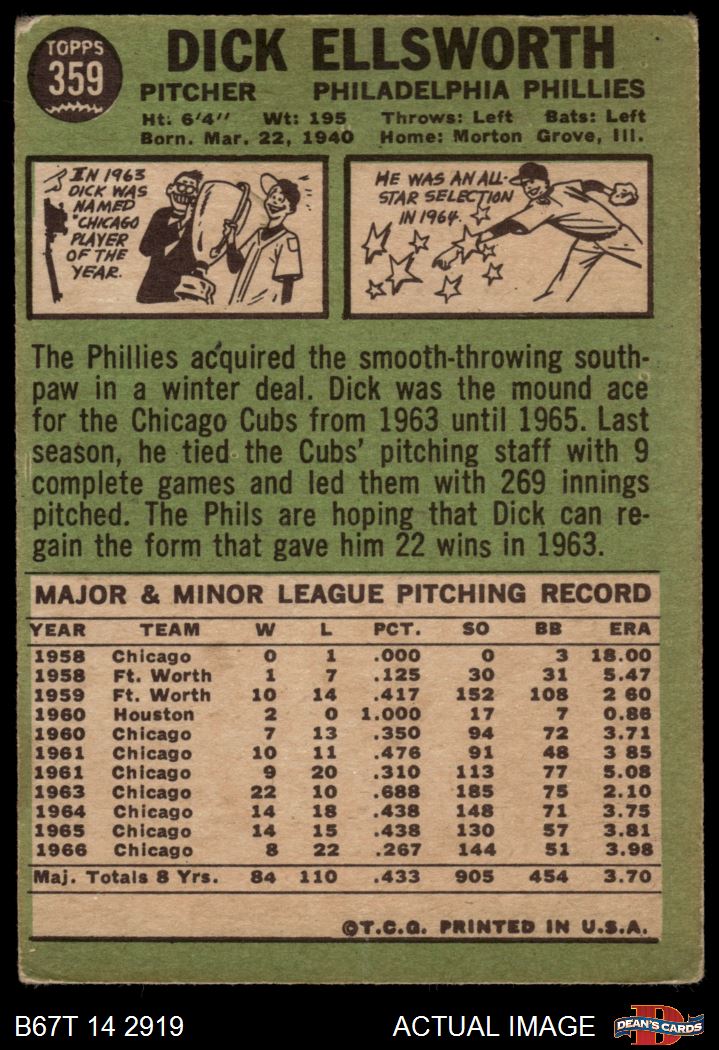 TOPPS
359
DICK ELLSWORTH
PITCHER PHILADELPHIA PHILLIES
Ht: 6'4" Wt: 195 Throws: Left Bats: Left
Born. Mar. 22, 1940 Home: Morton Grove, Ill.
IN 1963
DICK WAS
NAMED
"CHICAGO
PLAYER
OF THE
YEAR.
HE WAS AN ALL-
STAR SELECTION
IN 1964.
The Phillies acquired the smooth-throwing south-
paw in a winter deal. Dick was the mound ace
for the Chicago Cubs from 1963 until 1965. Last
season, he tied the Cubs' pitching staff with 9
complete games and led them with 269 innings
pitched. The Phils are hoping that Dick can re-
gain the form that gave him 22 wins in 1963.
MAJOR & MINOR LEAGUE PITCHING RECORD
YEAR TEAM W L PCT. SO BB ERA
1958 Chicago 0 1 .000 0 3 18.00
1958 Ft. Worth 1 7 .125 30 31 5.47
1959 Ft. Worth 10 14 .417 152 108 2 60
1960 Houston 2 0 1.000 17 7 0.86
1960 Chicago 7 13 .350 94 72 3.71
1961 Chicago 10 11 .476 91 48 3 85
1961 Chicago 9 20 .310 113 77 5.08
1963 Chicago 22 10 .688 185 75 2.10
1964 Chicago 14 18 .438 148 71 3.75
1965 Chicago 14 15 .438 130 57 3.81
1966 Chicago 8 22 .267 144 51 3.98
Maj. Totals 8 Yrs. 84 110 .433 905 454 3.70
©T.C.G. PRINTED IN U.S.A.
B67T 14 2919 ACTUAL IMAGE D DEAN'S CARDS